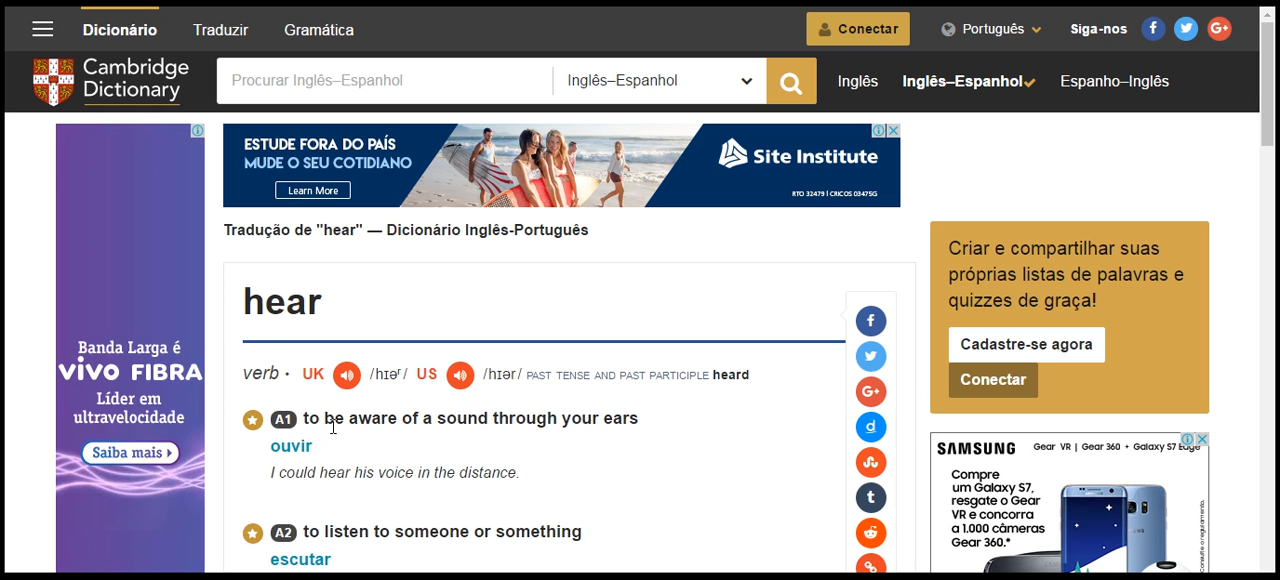 Dicionário
Traduzir
Gramática
Conectar
Português
Siga-nos
Cambridge
Dictionary
Procurar Inglês–Espanhol
Inglês–Espanhol
Inglês
Inglês–Espanhol
Espanho–Inglês
ESTUDE FORA DO PAÍS
MUDE O SEU COTIDIANO
Learn More
Site Institute
RTO 32479 | CRICOS 03475G
Tradução de "hear" — Dicionário Inglês-Português
hear
verb · UK /hɪər/ US /hɪər/ PAST TENSE AND PAST PARTICIPLE heard
A1 to be aware of a sound through your ears
ouvir
I could hear his voice in the distance.
A2 to listen to someone or something
escutar
Banda Larga é
vivo FIBRA
Líder em
ultravelocidade
Saiba mais
Criar e compartilhar suas
próprias listas de palavras e
quizzes de graça!
Cadastre-se agora
Conectar
SAMSUNG
Gear VR | Gear 360 + Galaxy S7 Edge
Compre
um Galaxy S7,
resgate o Gear
VR e concorra
a 1.000 câmeras
Gear 360.*